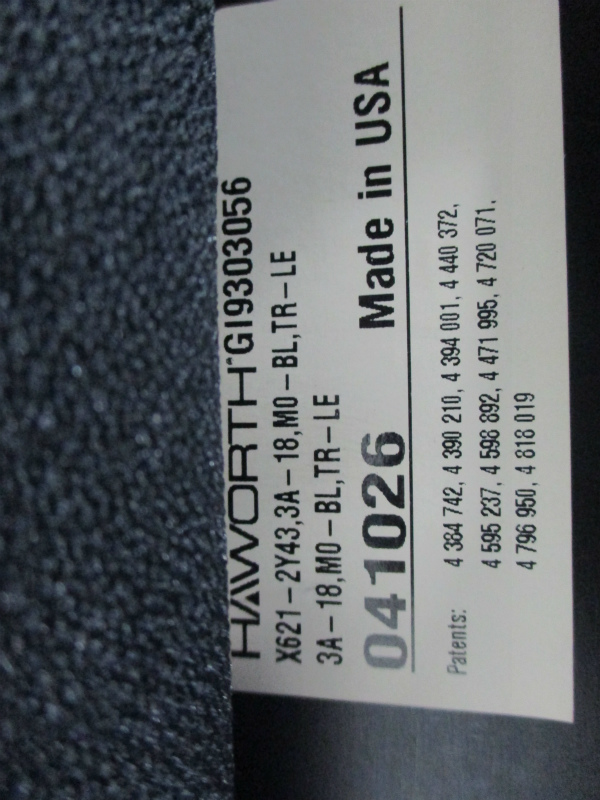 HAWORTH® GI9303056
X621-2Y43,3A-18,MO-BL,TR-LE
3A-18,MO-BL,TR-LE
041026 Made in USA
Patents: 4 384 742, 4 390 210, 4 394 001, 4 440 372,
4 595 237, 4 598 892, 4 471 995, 4 720 071,
4 796 950, 4 818 019